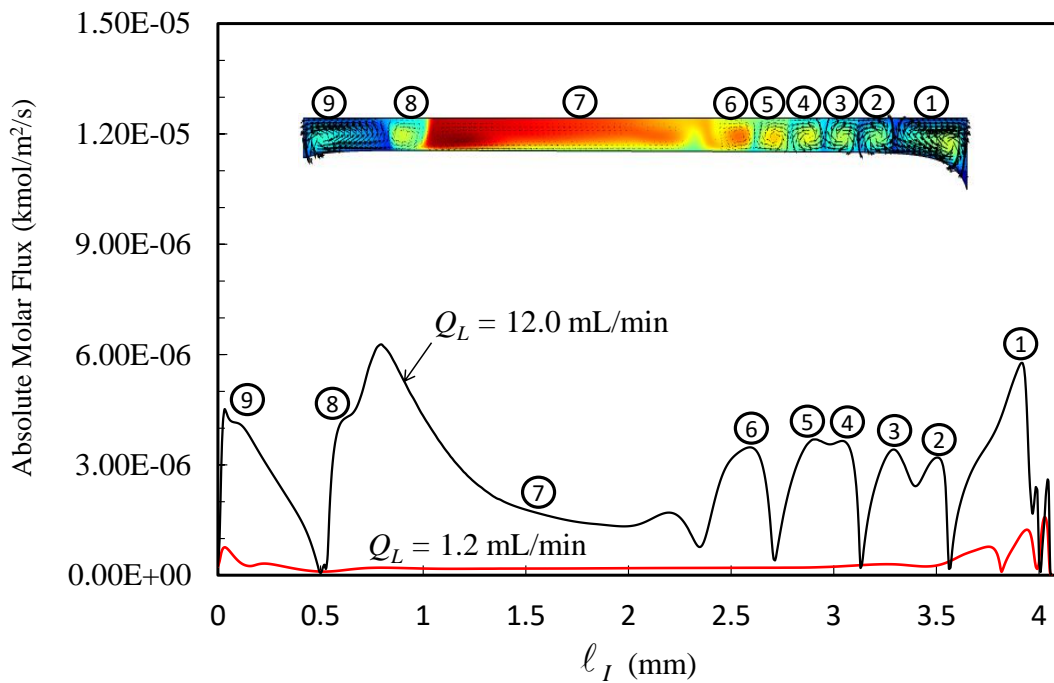 1.50E-05
1.20E-05
9.00E-06
6.00E-06
3.00E-06
0.00E+00
Absolute Molar Flux (kmol/m²/s)
9 8 7 6 5 4 3 2 1
Q_L = 12.0 mL/min
1
9 8 7 6 5 4 3 2
Q_L = 1.2 mL/min
0 0.5 1 1.5 2 2.5 3 3.5 4
ℓ_I (mm)